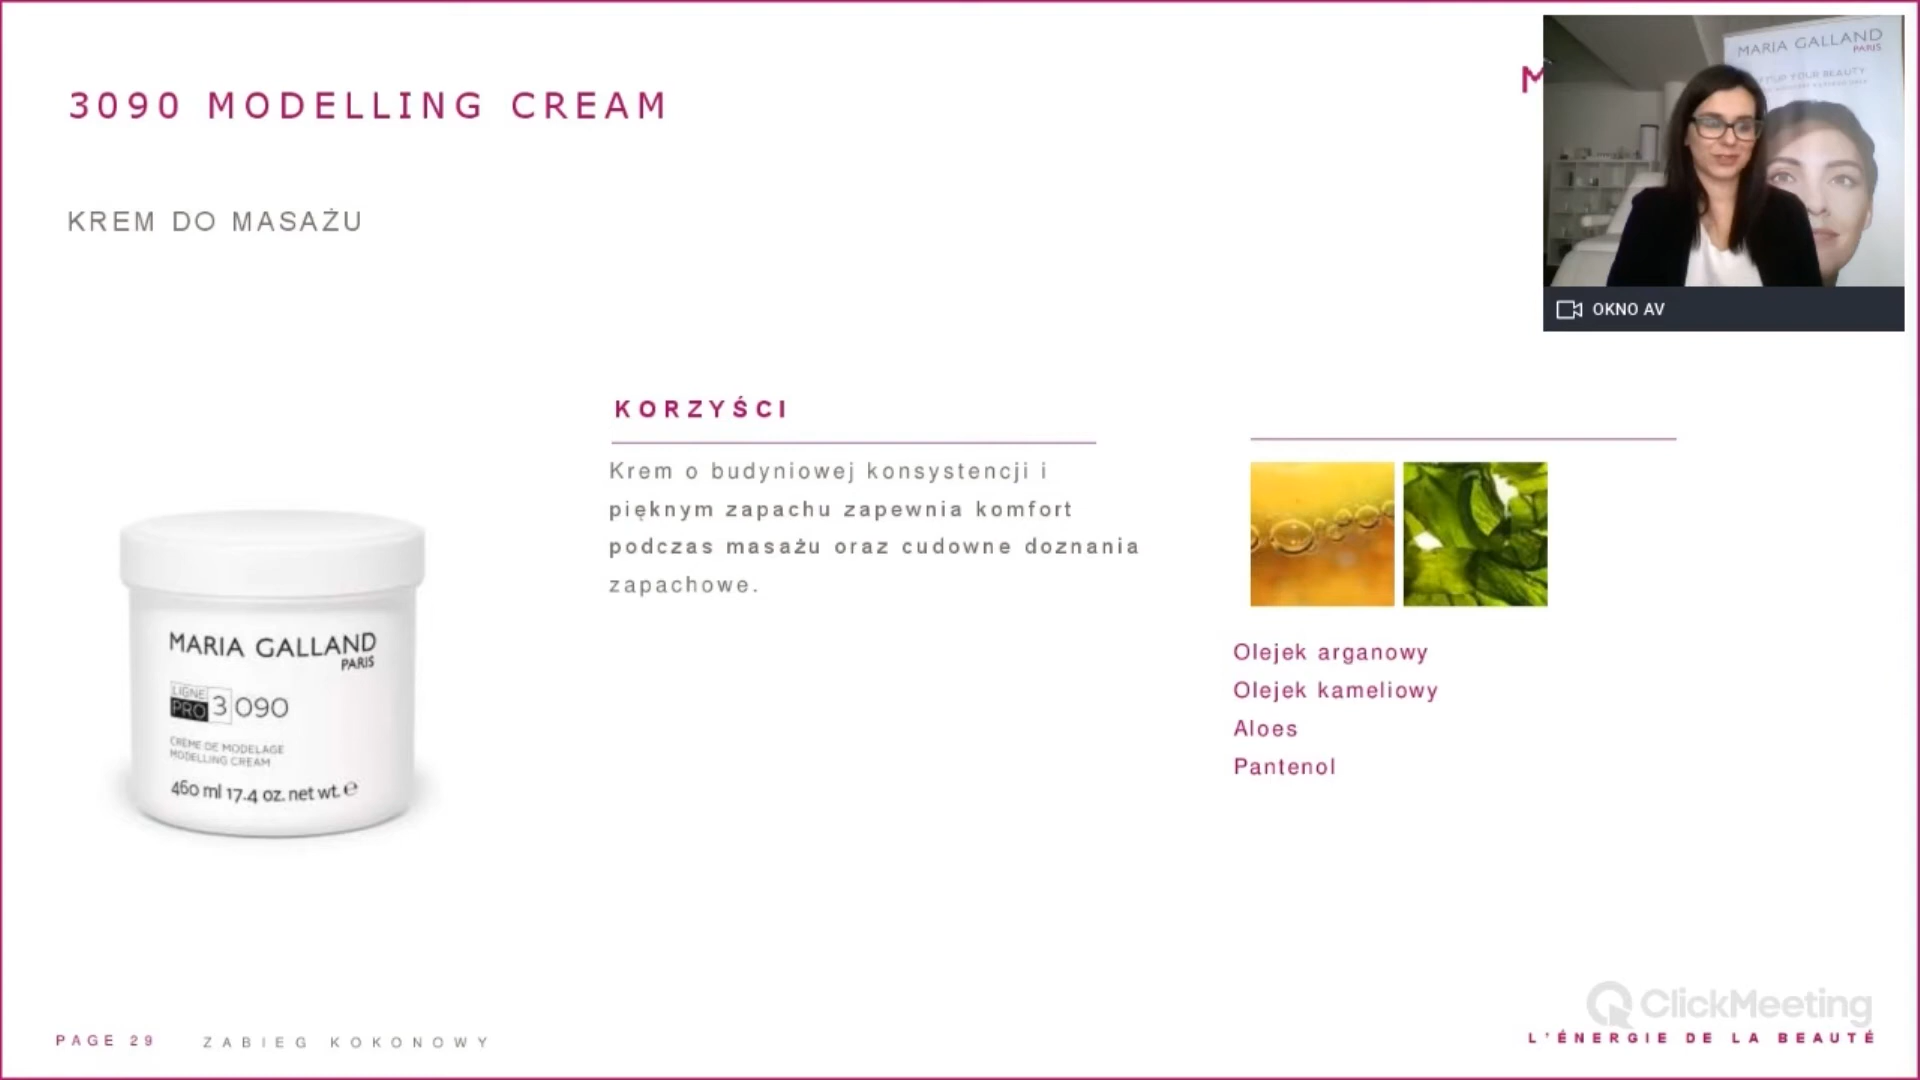 3090 MODELLING CREAM
KREM DO MASAŻU
M
MARIA GALLAND
PARIS
YOUR BEAUTY
OKNO AV
KORZYŚCI
Krem o budyniowej konsystencji i
pięknym zapachu zapewnia komfort
podczas masażu oraz cudowne doznania
zapachowe.
MARIA GALLAND
PARIS
LIGNE
PRO 3 090
CRÈME DE MODELAGE
MODELLING CREAM
460 ml 17.4 oz. net wt. ℮
Olejek arganowy
Olejek kameliowy
Aloes
Pantenol
ClickMeeting
PAGE 29 ZABIEG KOKONOWY
L'ÉNERGIE DE LA BEAUTÉ